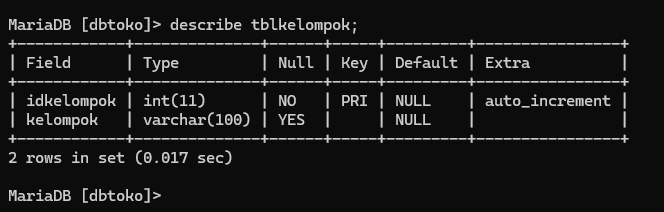 MariaDB [dbtoko]> describe tblkelompok;
+------------+--------------+------+-----+---------+----------------+
| Field      | Type         | Null | Key | Default | Extra          |
+------------+--------------+------+-----+---------+----------------+
| idkelompok | int(11)      | NO   | PRI | NULL    | auto_increment |
| kelompok   | varchar(100) | YES  |     | NULL    |                |
+------------+--------------+------+-----+---------+----------------+
2 rows in set (0.017 sec)
MariaDB [dbtoko]>